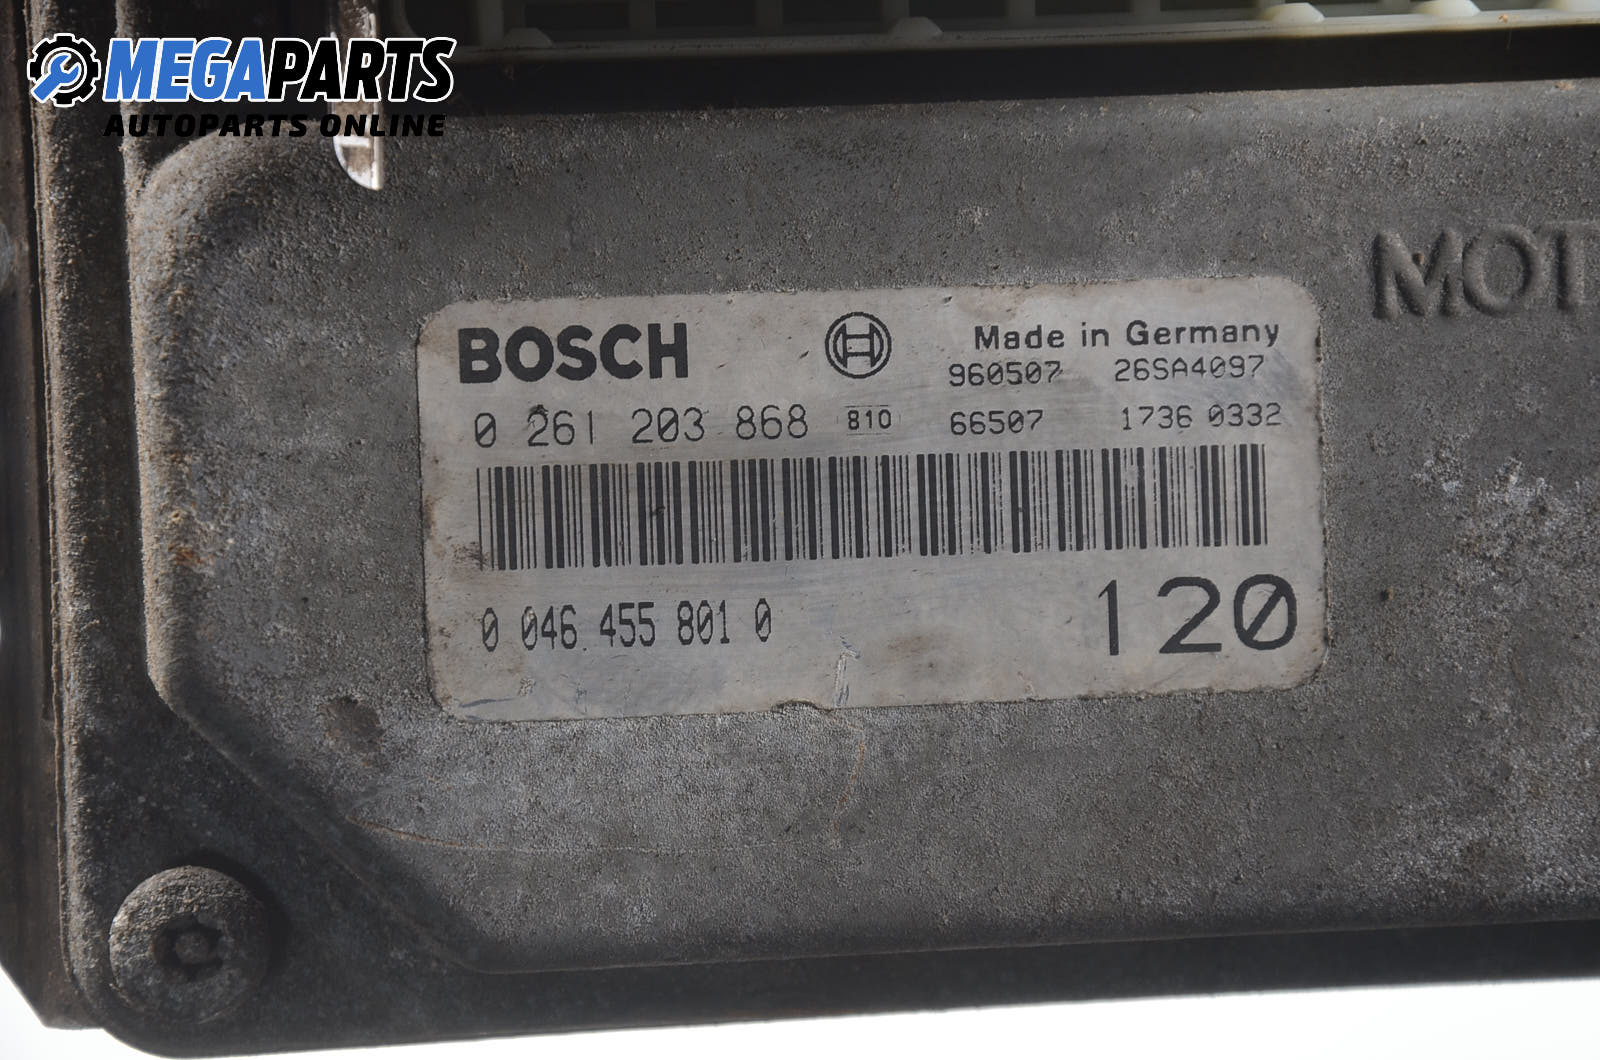 MEGAPARTS
AUTOPARTS ONLINE
MOT
BOSCH Made in Germany
960507 26SA4097
0 261 203 868 810 66507 1736 0332
0 046 455 801 0 120